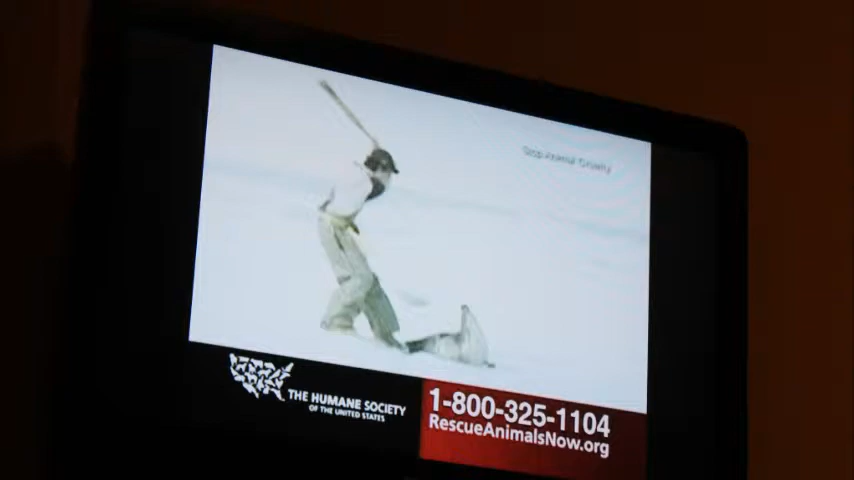 Stop Animal Cruelty
THE HUMANE SOCIETY
OF THE UNITED STATES
1-800-325-1104
RescueAnimalsNow.org